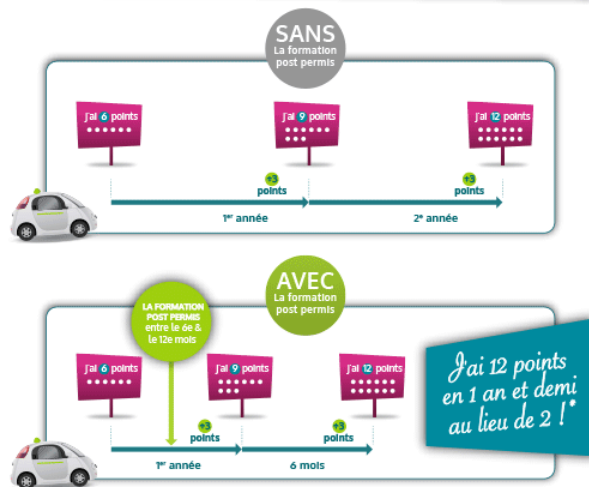 SANS
La formation
post permis
J'ai 6 points
J'ai 9 points
J'ai 12 points
+3
points
+3
points
1er année
2e année
AVEC
La formation
post permis
LA FORMATION
POST PERMIS
entre le 6e &
le 12e mois
J'ai 6 points
J'ai 9 points
J'ai 12 points
J'ai 12 points
en 1 an et demi
au lieu de 2 !*
+3
points
+3
points
1er année
6 mois